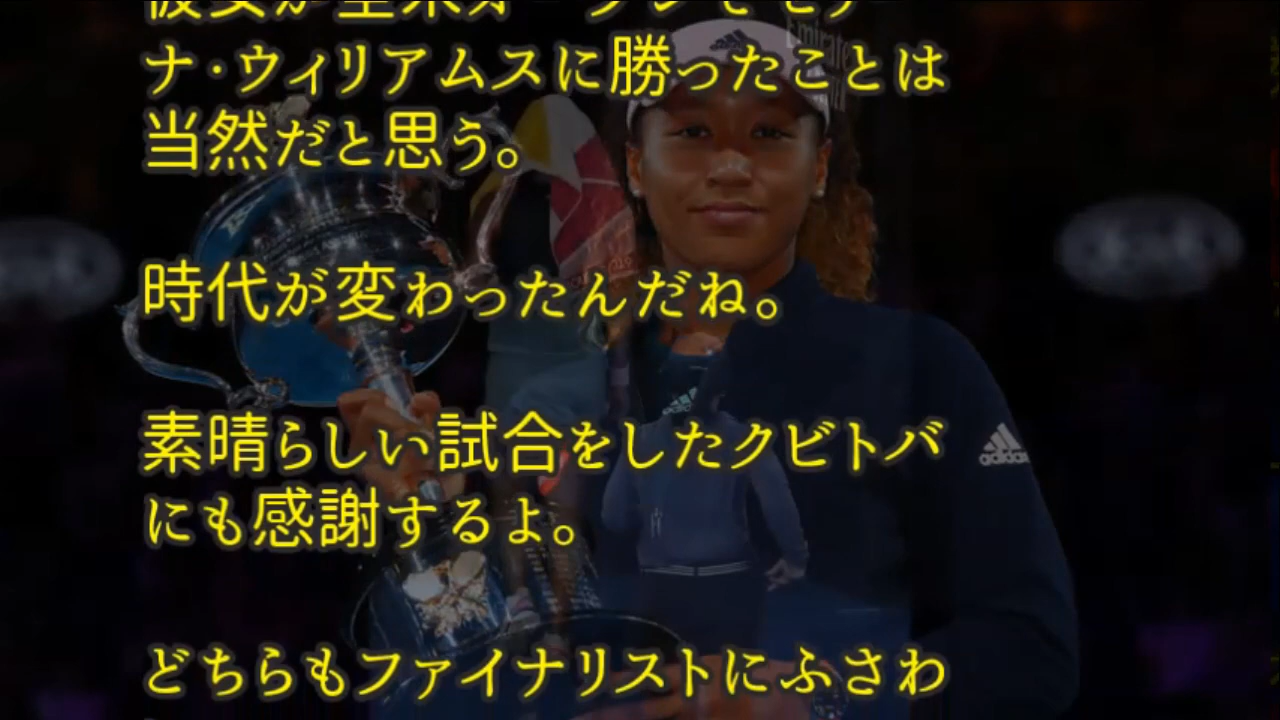 ナ・ウィリアムスに勝ったことは
当然だと思う。
時代が変わったんだね。
素晴らしい試合をしたクビトバ
にも感謝するよ。
どちらもファイナリストにふさわ
adidas